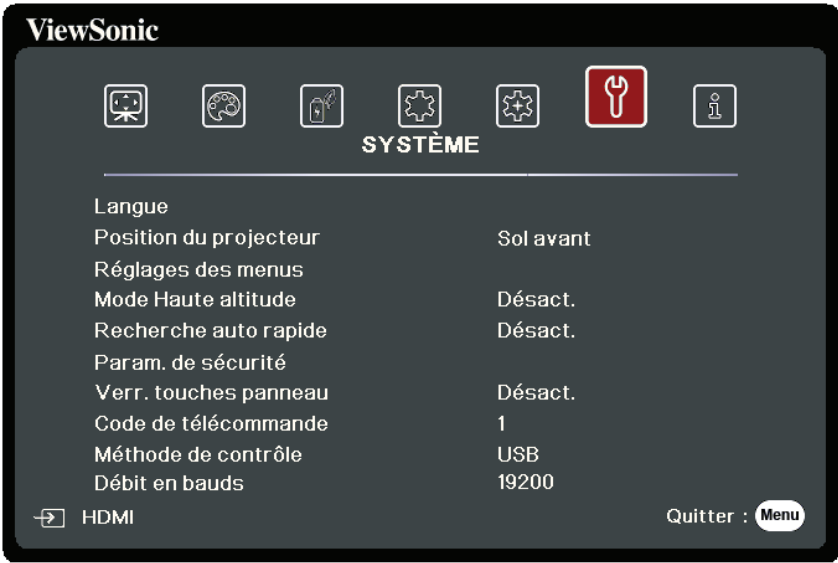 ViewSonic
SYSTÈME
Langue
Position du projecteur Sol avant
Réglages des menus
Mode Haute altitude Désact.
Recherche auto rapide Désact.
Param. de sécurité
Verr. touches panneau Désact.
Code de télécommande 1
Méthode de contrôle USB
Débit en bauds 19200
HDMI Quitter : Menu